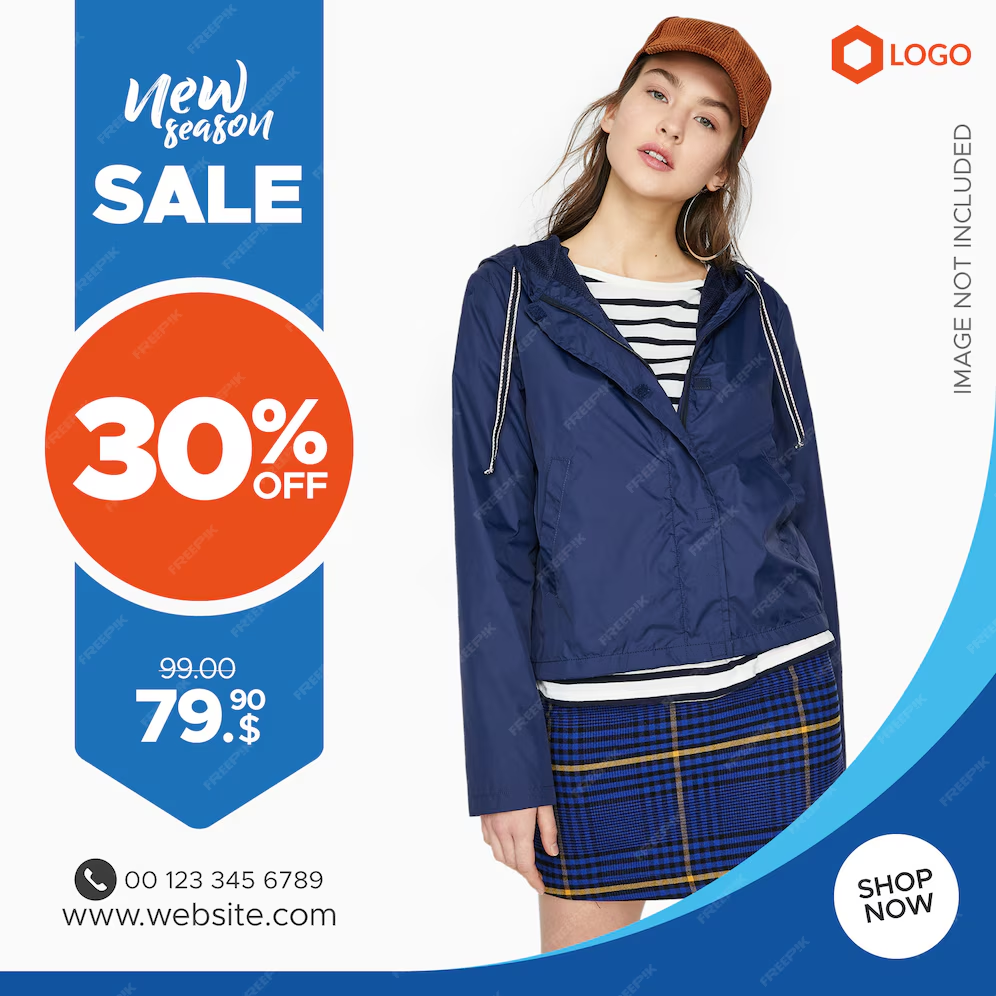 New
season
SALE
30%
OFF
99.00
79.90
$
00 123 345 6789
www.website.com
LOGO
IMAGE NOT INCLUDED
SHOP
NOW
FREEPIK